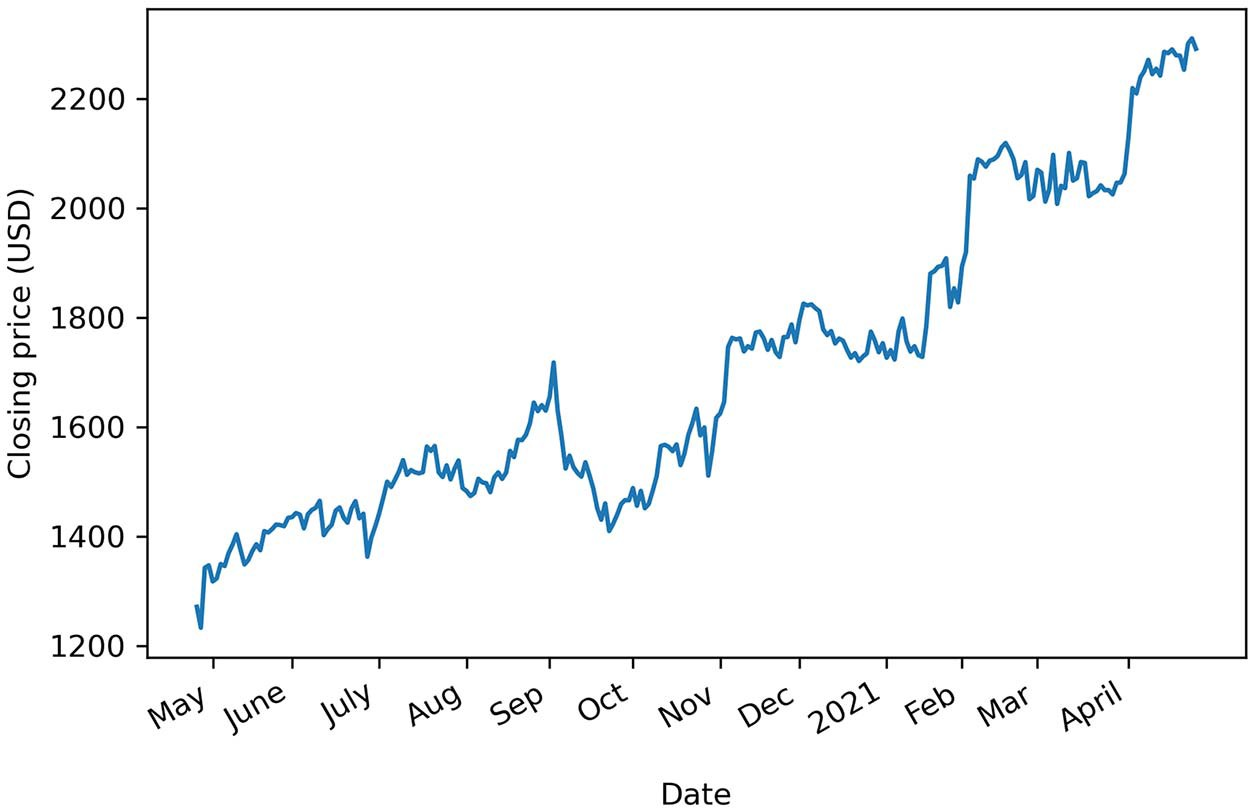 Closing price (USD)
2200
2000
1800
1600
1400
1200
May
June
July
Aug
Sep
Oct
Nov
Dec
2021
Feb
Mar
April
Date